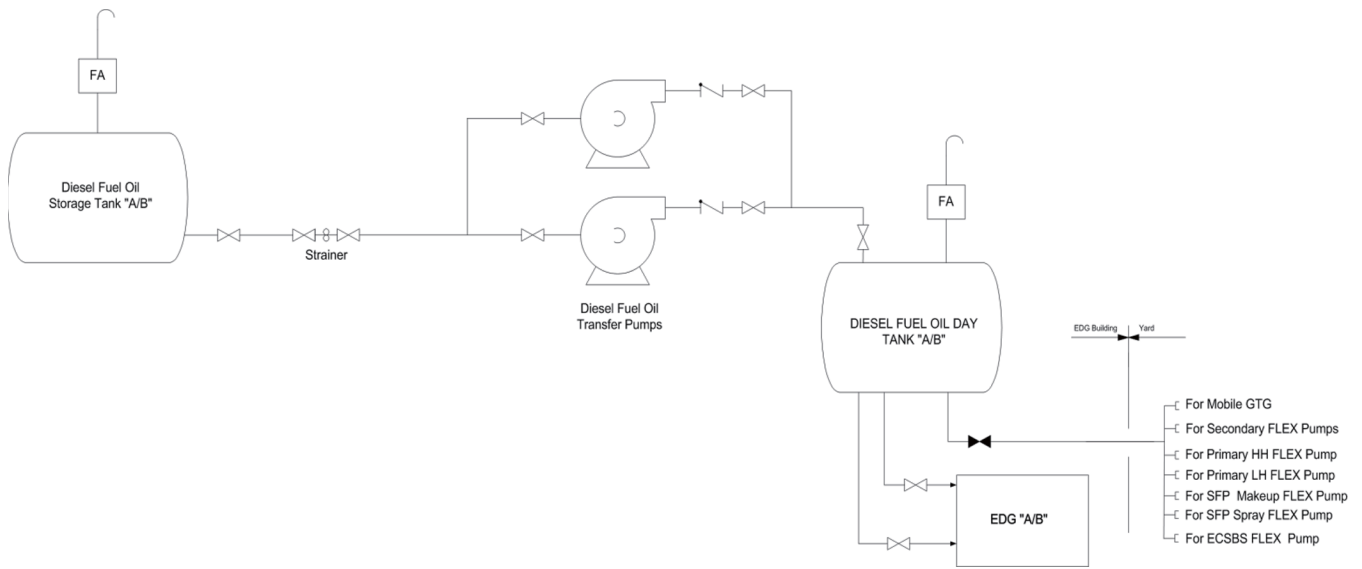 FA
Diesel Fuel Oil
Storage Tank "A/B"
Strainer
Diesel Fuel Oil
Transfer Pumps
FA
DIESEL FUEL OIL DAY
TANK "A/B"
EDG Building
Yard
For Mobile GTG
For Secondary FLEX Pumps
For Primary HH FLEX Pump
For Primary LH FLEX Pump
For SFP Makeup FLEX Pump
For SFP Spray FLEX Pump
For ECSBS FLEX Pump
EDG "A/B"